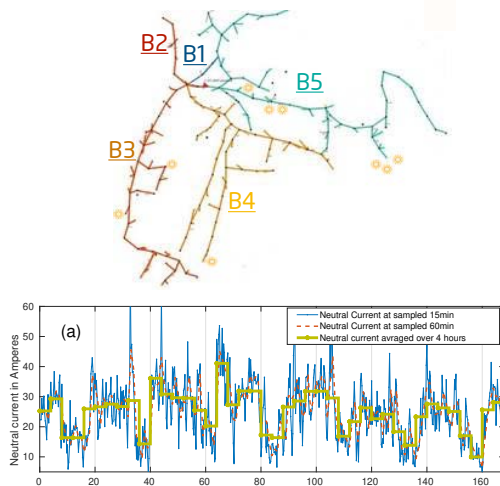 B2
B1
B5
B3
B4
60
50
40
30
20
10
Neutral current in Amperes
(a)
Neutral Current at sampled 15min
Neutral Current at sampled 60min
Neutral current avraged over 4 hours
0 20 40 60 80 100 120 140 160